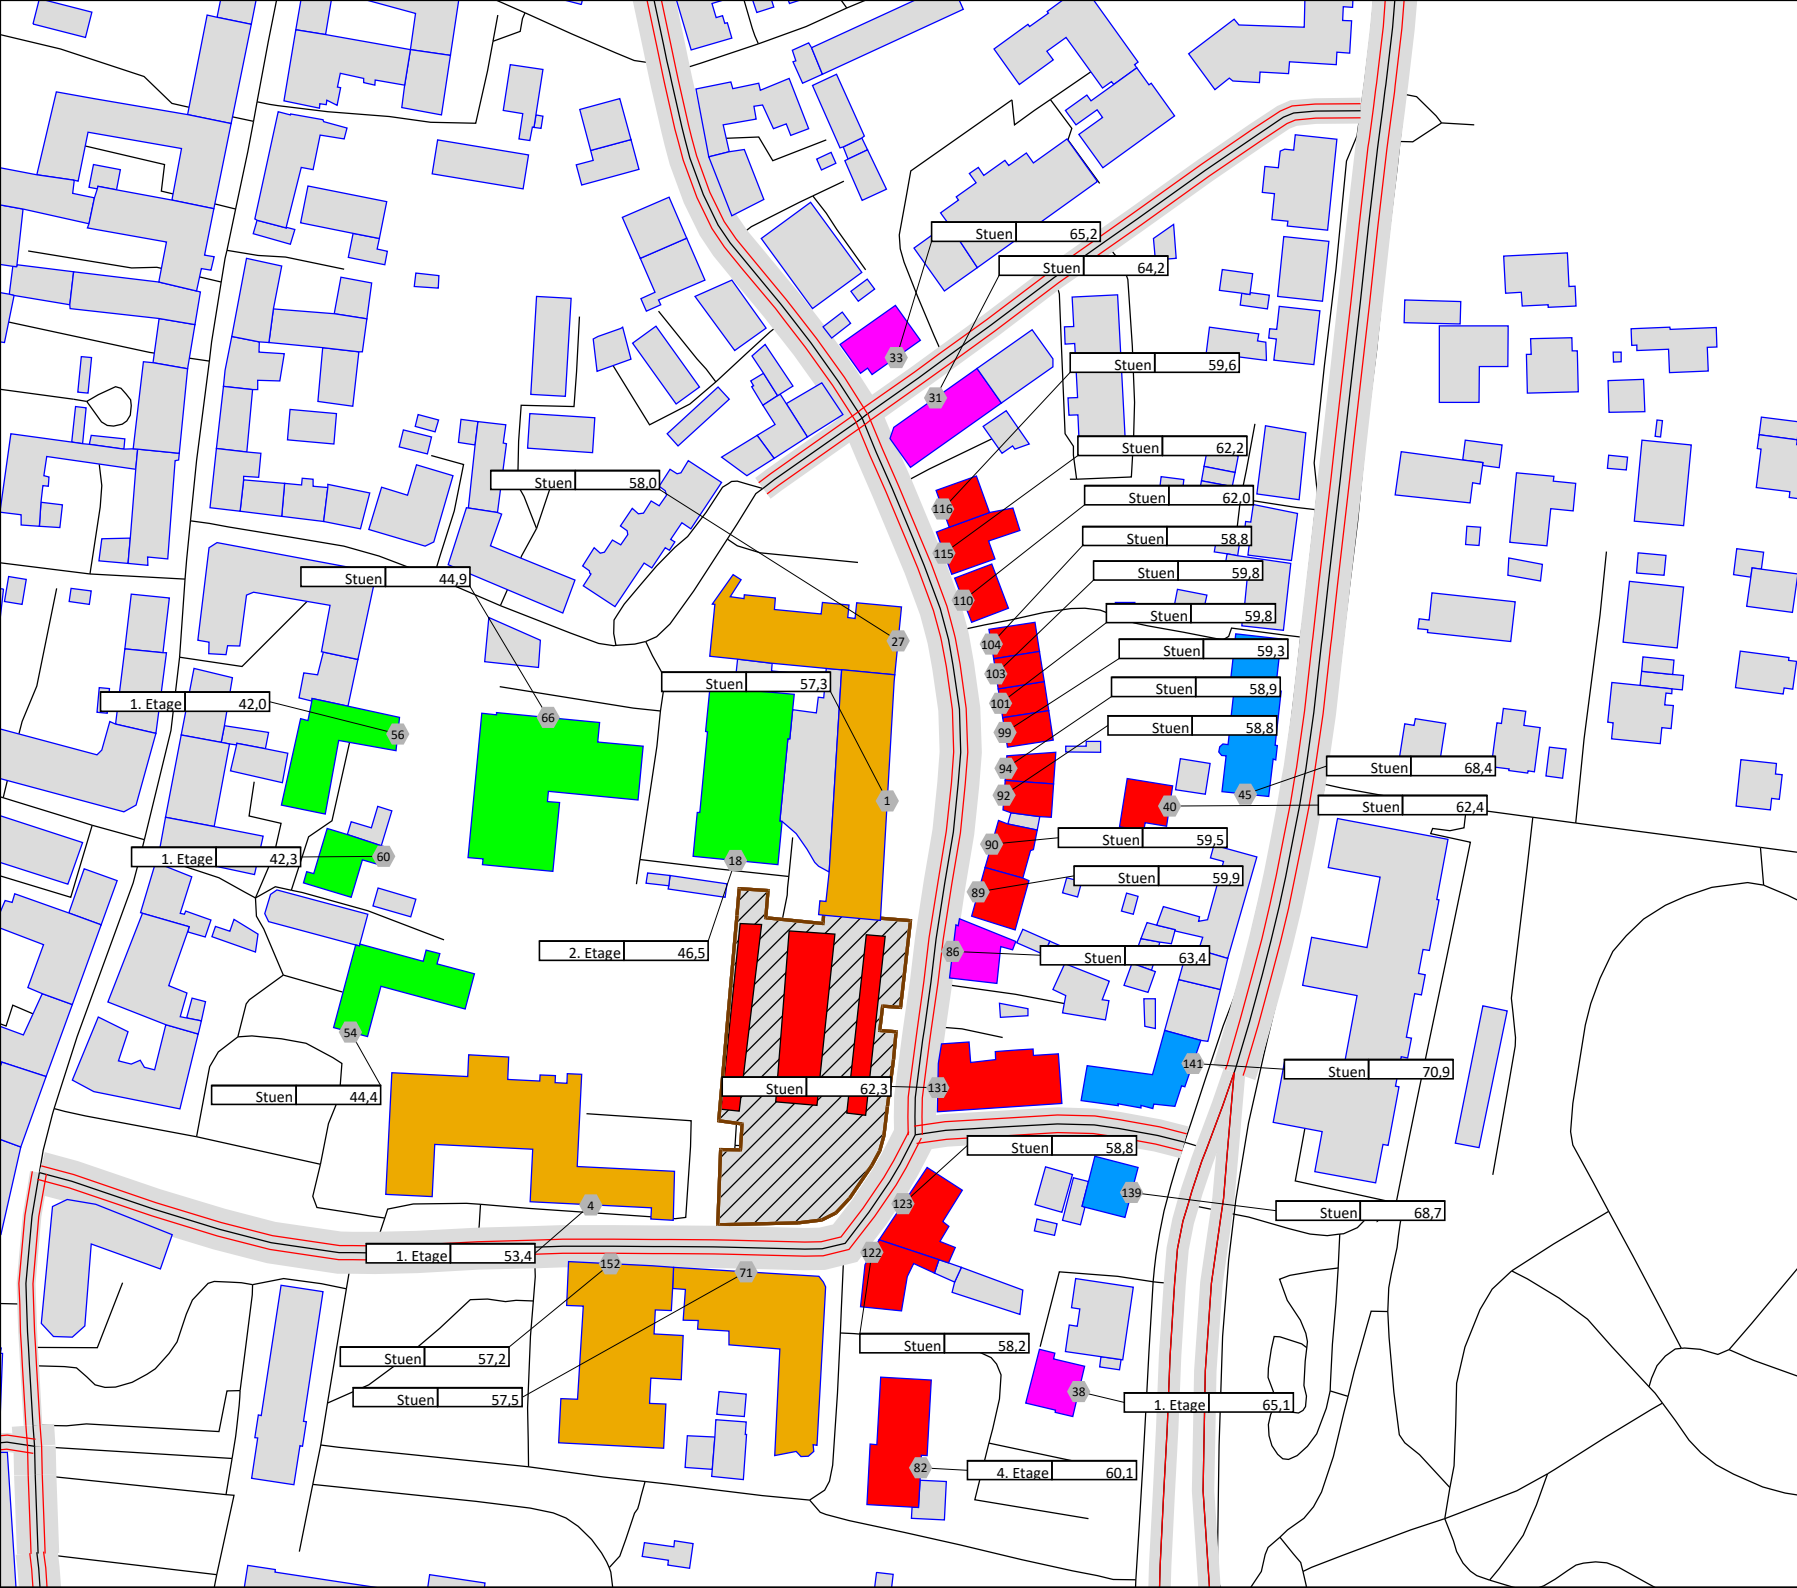 Stuen 65,2
Stuen 64,2
33
Stuen 59,6
31
Stuen 62,2
Stuen 58,0
Stuen 62,0
116
Stuen 58,8
115
Stuen 59,8
Stuen 44,9
110
Stuen 59,8
27
104
Stuen 59,3
103
Stuen 57,3
Stuen 58,9
1. Etage 42,0
101
66
Stuen 58,8
56
99
94
Stuen 68,4
92
45
1
40
Stuen 62,4
Stuen 59,5
90
1. Etage 42,3
60
18
Stuen 59,9
89
2. Etage 46,5
86
Stuen 63,4
54
141
Stuen 70,9
Stuen 62,3
131
Stuen 44,4
Stuen 58,8
139
4
123
Stuen 68,7
1. Etage 53,4
122
152
71
Stuen 58,2
Stuen 57,2
38
Stuen 57,5
1. Etage 65,1
82
4. Etage 60,1